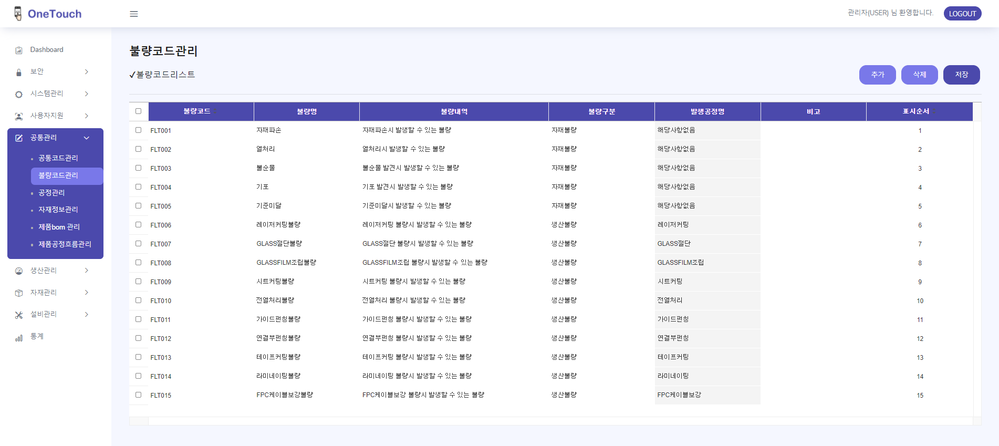 OneTouch
관리자(USER) 님 환영합니다.
LOGOUT
Dashboard
보안
시스템관리
사용자지원
공통관리
공통코드관리
불량코드관리
공정관리
자재정보관리
제품bom 관리
제품공정흐름관리
생산관리
자재관리
설비관리
통계
불량코드관리
✓불량코드리스트
추가 삭제 저장
불량코드 불량명 불량내역 불량구분 발생공정명 비고 표시순서
FLT001 자재파손 자재파손시 발생할 수 있는 불량 자재불량 해당사항없음 1
FLT002 열처리 열처리시 발생할 수 있는 불량 자재불량 해당사항없음 2
FLT003 불순물 불순물 발견시 발생할 수 있는 불량 자재불량 해당사항없음 3
FLT004 기포 기포 발견시 발생할 수 있는 불량 자재불량 해당사항없음 4
FLT005 기준미달 기준미달시 발생할 수 있는 불량 자재불량 해당사항없음 5
FLT006 레이저커팅불량 레이저커팅 불량시 발생할 수 있는 불량 생산불량 레이저커팅 6
FLT007 GLASS절단불량 GLASS절단 불량시 발생할 수 있는 불량 생산불량 GLASS절단 7
FLT008 GLASSFILM조립불량 GLASSFILM조립 불량시 발생할 수 있는 불량 생산불량 GLASSFILM조립 8
FLT009 시트커팅불량 시트커팅 불량시 발생할 수 있는 불량 생산불량 시트커팅 9
FLT010 전열처리불량 전열처리 불량시 발생할 수 있는 불량 생산불량 전열처리 10
FLT011 가이드펀칭불량 가이드펀칭 불량시 발생할 수 있는 불량 생산불량 가이드펀칭 11
FLT012 연결부펀칭불량 연결부펀칭 불량시 발생할 수 있는 불량 생산불량 연결부펀칭 12
FLT013 테이프커팅불량 테이프커팅 불량시 발생할 수 있는 불량 생산불량 테이프커팅 13
FLT014 라미네이팅불량 라미네이팅 불량시 발생할 수 있는 불량 생산불량 라미네이팅 14
FLT015 FPC케이블보강불량 FPC케이블보강 불량시 발생할 수 있는 불량 생산불량 FPC케이블보강 15